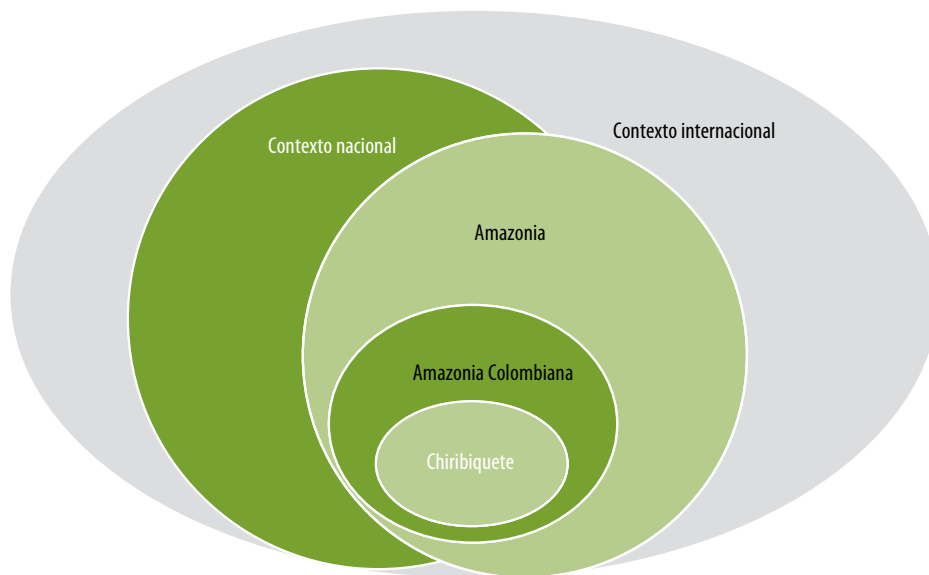 Contexto internacional
Contexto nacional
Amazonia
Amazonia Colombiana
Chiribiquete